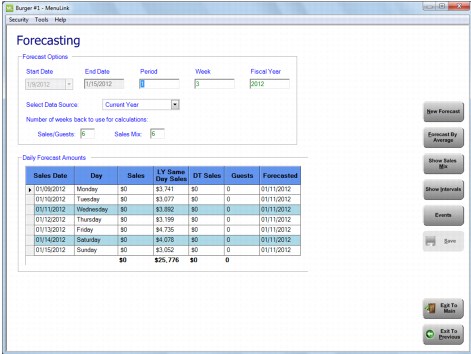 Burger #1 - MenuLink
Security Tools Help
Forecasting
Forecast Options
Start Date End Date Period Week Fiscal Year
1/9/2012 1/15/2012 1 3 2012
Select Data Source: Current Year
Number of weeks back to use for calculations:
Sales/Guests: 6 Sales Mix: 6
Daily Forecast Amounts
Sales Date Day Sales LY Same Day Sales DT Sales Guests Forecasted
01/09/2012 Monday $0 $3,741 $0 0 01/11/2012
01/10/2012 Tuesday $0 $3,077 $0 0 01/11/2012
01/11/2012 Wednesday $0 $3,892 $0 0 01/11/2012
01/12/2012 Thursday $0 $3,199 $0 0 01/11/2012
01/13/2012 Friday $0 $4,735 $0 0 01/11/2012
01/14/2012 Saturday $0 $4,078 $0 0 01/11/2012
01/15/2012 Sunday $0 $3,052 $0 0 01/11/2012
$0 $25,776 $0 0
New Forecast
Forecast By
Average
Show Sales
Mix
Show Intervals
Events
Save
Exit To
Main
Exit To
Previous